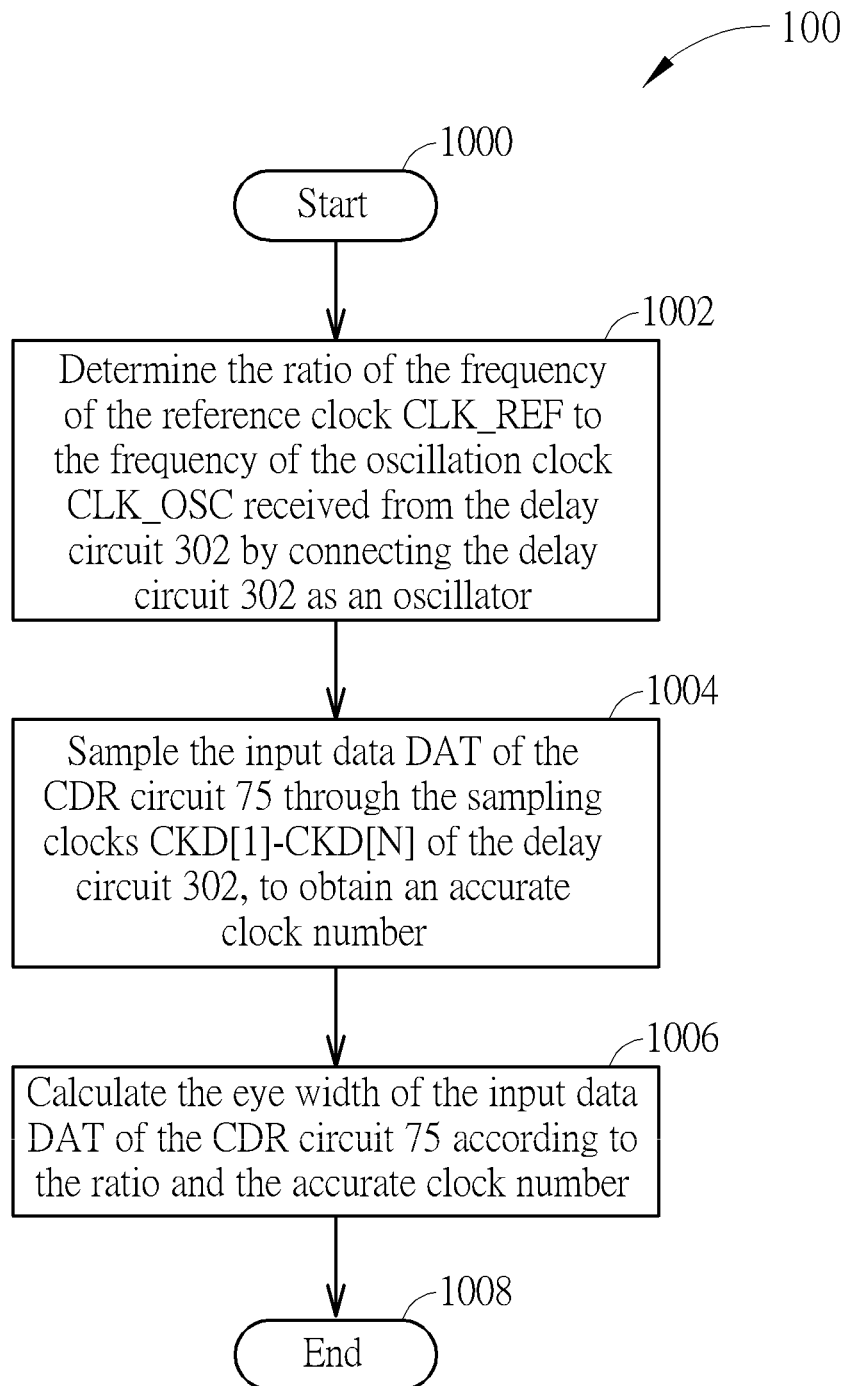 100
1000
Start
1002
Determine the ratio of the frequency
of the reference clock CLK_REF to
the frequency of the oscillation clock
CLK_OSC received from the delay
circuit 302 by connecting the delay
circuit 302 as an oscillator
1004
Sample the input data DAT of the
CDR circuit 75 through the sampling
clocks CKD[1]-CKD[N] of the delay
circuit 302, to obtain an accurate
clock number
1006
Calculate the eye width of the input data
DAT of the CDR circuit 75 according to
the ratio and the accurate clock number
1008
End